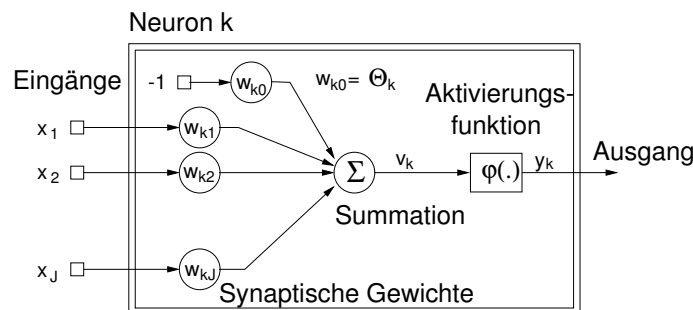 Neuron k
Eingänge
-1
w_k0
w_k0 = Θ_k
Aktivierungs-
funktion
x_1
w_k1
x_2
w_k2
Σ
v_k
φ(.)
y_k
Ausgang
Summation
x_J
w_kJ
Synaptische Gewichte